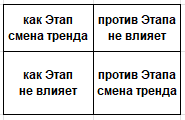 как Этап
смена тренда
против Этапа
не влияет
как Этап
не влияет
против Этапа
смена тренда